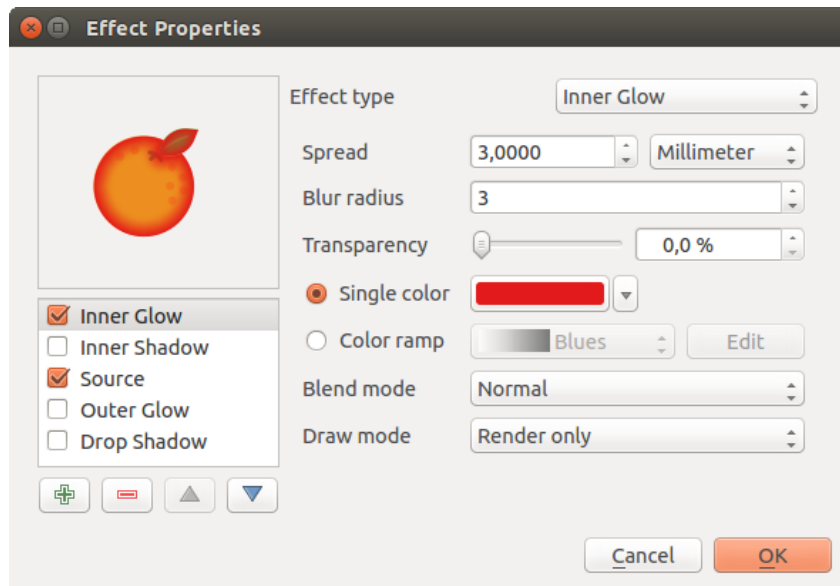 Effect Properties
Effect type
Inner Glow
Spread
3,0000
Millimeter
Blur radius
3
Transparency
0,0 %
Single color
Color ramp
Blues
Edit
Blend mode
Normal
Draw mode
Render only
Inner Glow
Inner Shadow
Source
Outer Glow
Drop Shadow
Cancel
OK